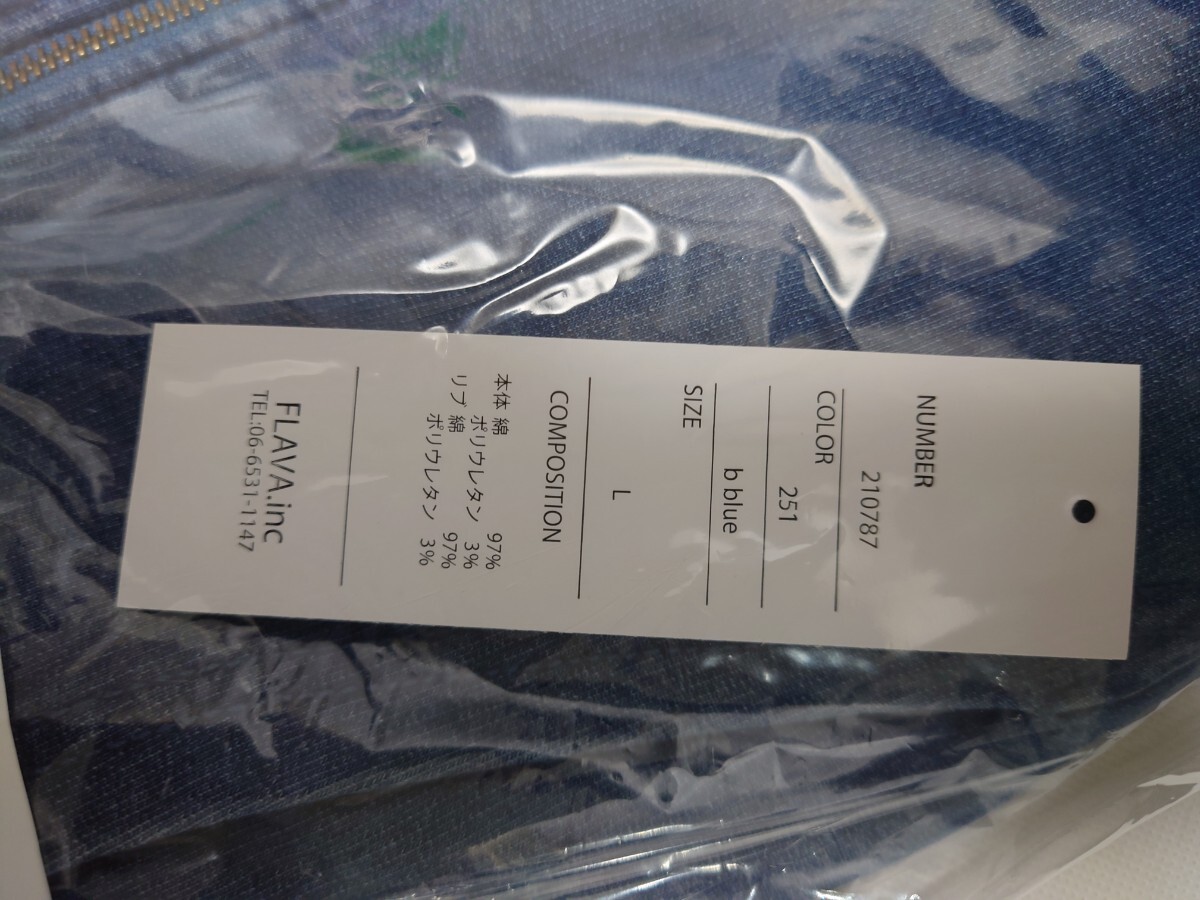 NUMBER
210787
COLOR
251
b blue
SIZE
L
COMPOSITION
本体 綿 97%
ポリウレタン 3%
リブ 綿 97%
ポリウレタン 3%
FLAVA.inc
TEL:06-6531-1147